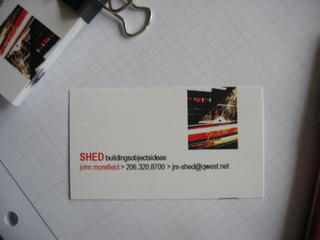 SHED buildingsobjectsideas
john morefield > 206.320.8700 > jm-shed@qwest.net